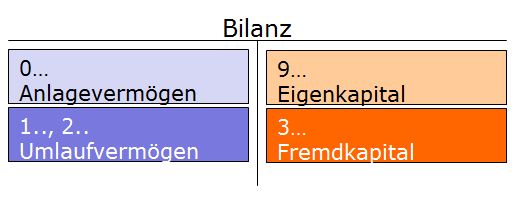 Bilanz
0...
Anlagevermögen
1.., 2..
Umlaufvermögen
9...
Eigenkapital
3...
Fremdkapital